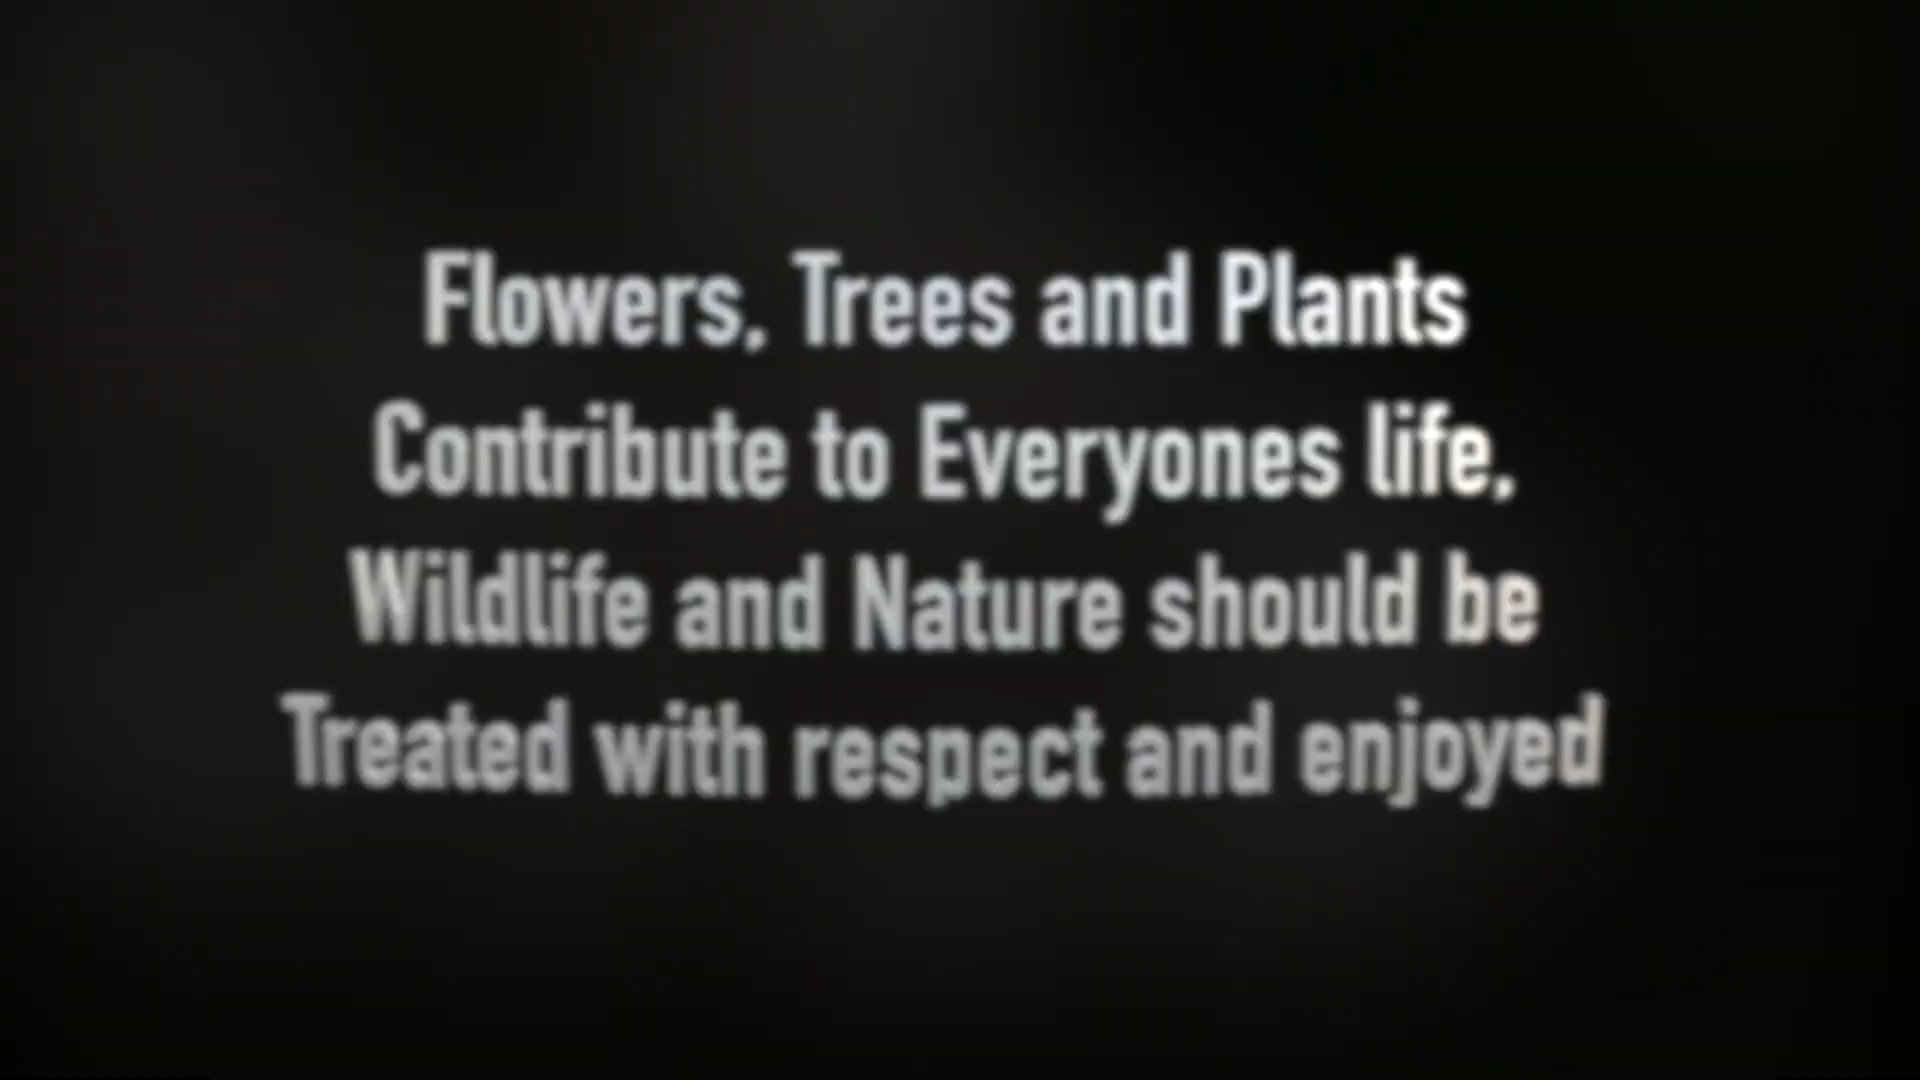 Flowers, Trees and Plants
Contribute to Everyones life,
Wildlife and Nature should be
Treated with respect and enjoyed